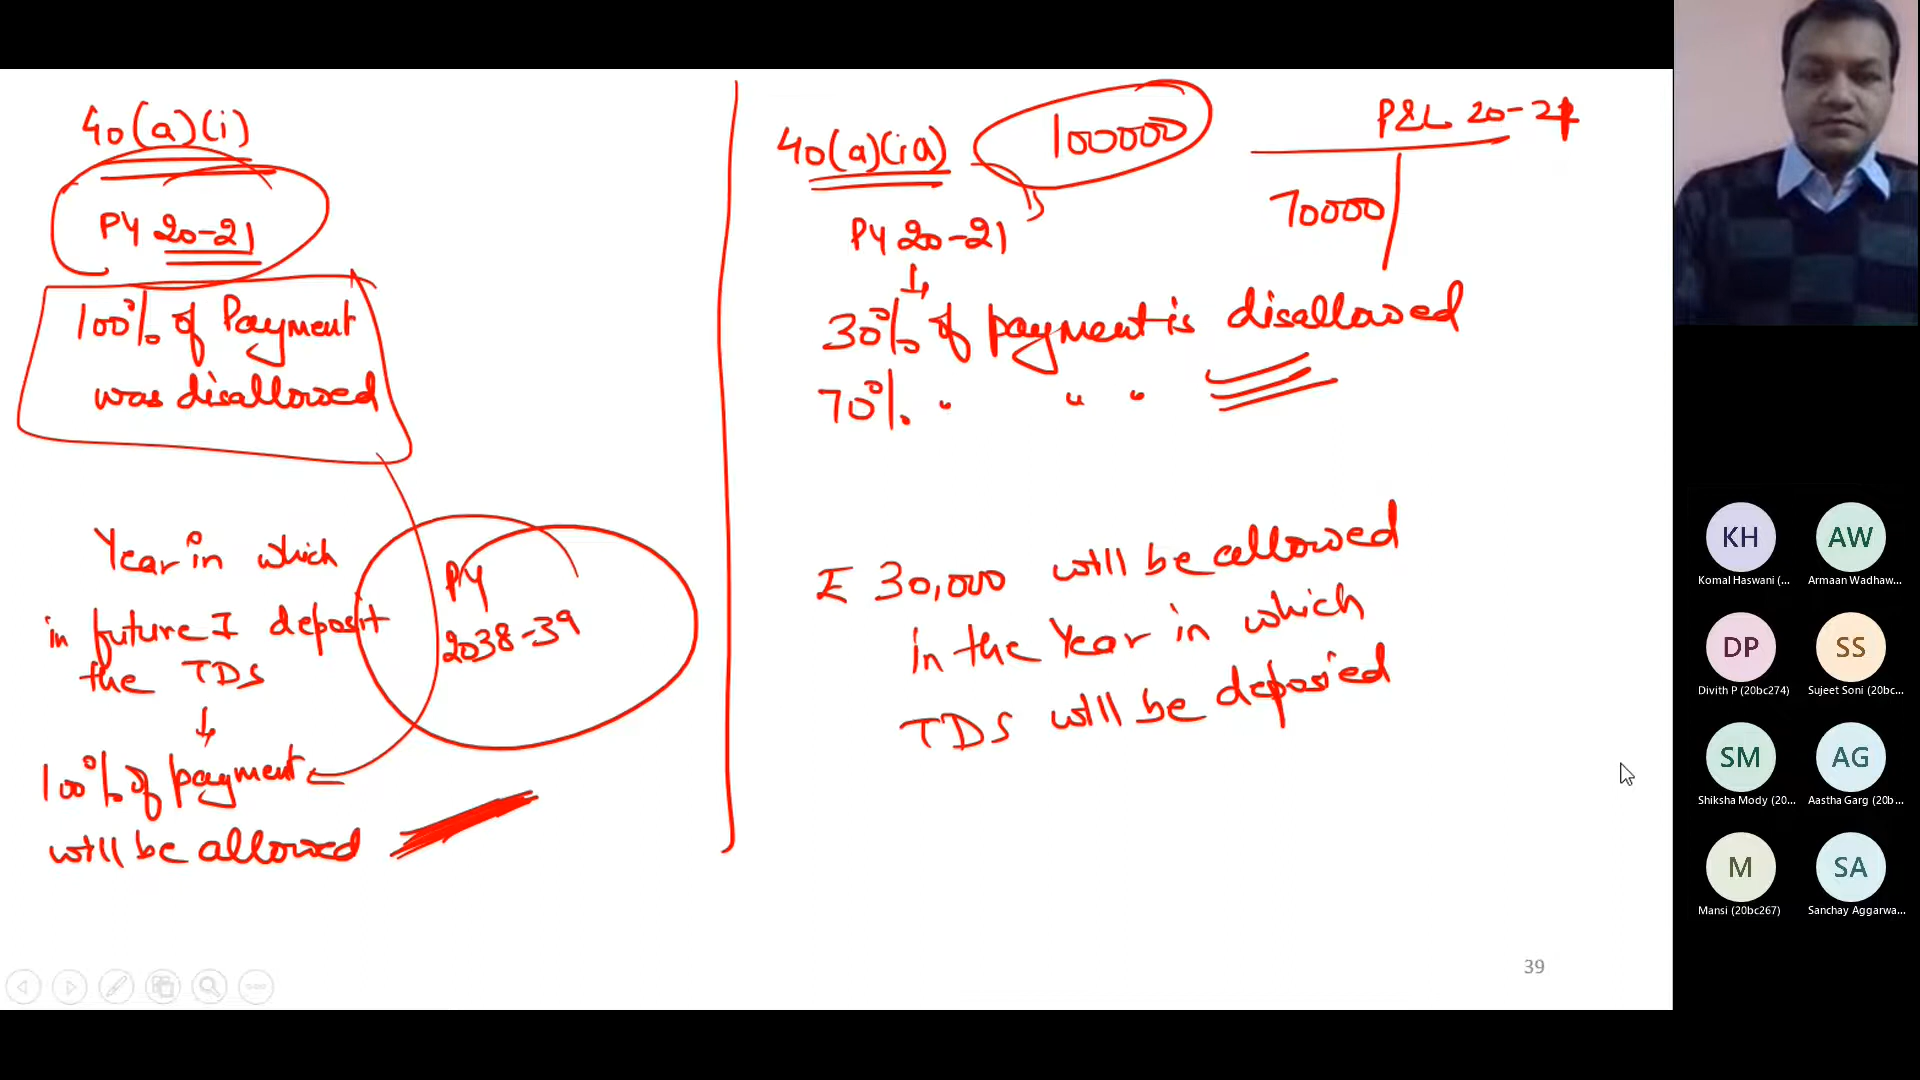 40(a)(i)
PY 20-21
100% of Payment
was disallowed
Year in which
in future I deposit
the TDS
100% of payment
will be allowed
PY
2038-39
40(a)(ia)
100000
PY 20-21
30% of payment is disallowed
70% " " "
P&L 20-21
70000
30,000 will be allowed
in the Year in which
TDS will be deposied
39
KH
Komal Haswani (...
AW
Armaan Wadhaw...
DP
Divith P (20bc274)
SS
Sujeet Soni (20bc...
SM
Shiksha Mody (20...
AG
Aastha Garg (20b...
M
Mansi (20bc267)
SA
Sanchay Aggarwa...